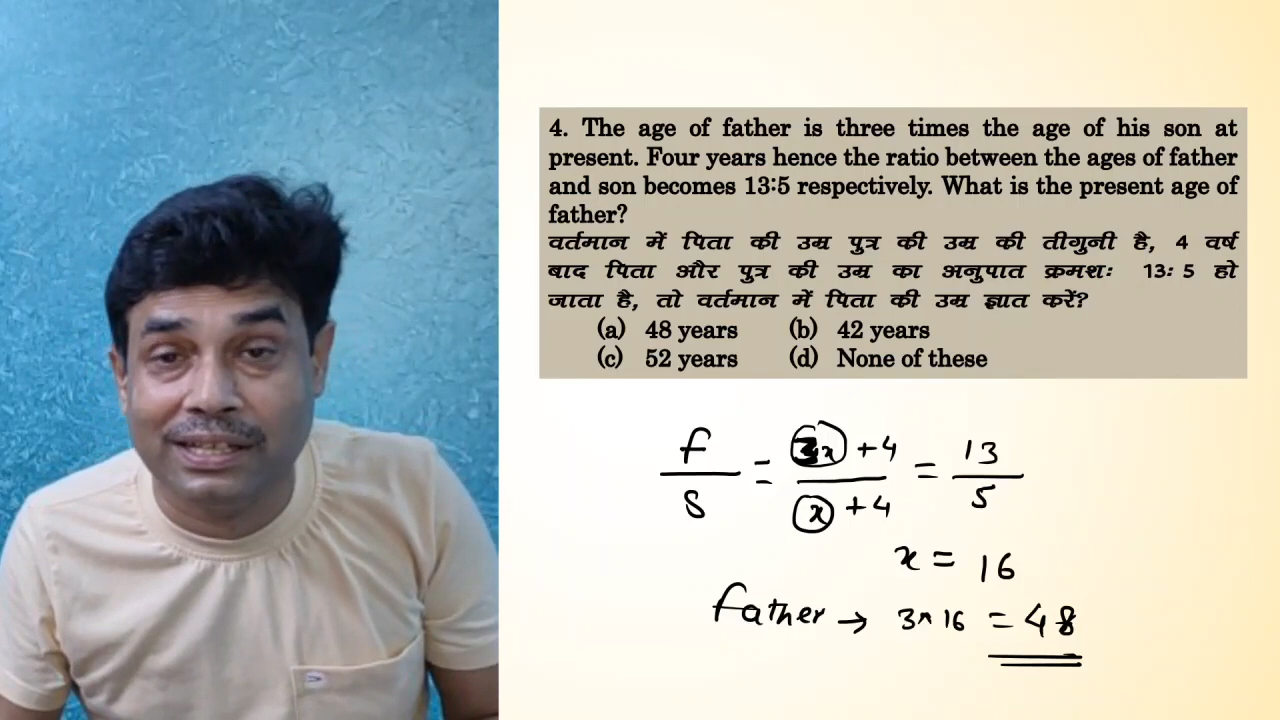 4. The age of father is three times the age of his son at
present. Four years hence the ratio between the ages of father
and son becomes 13:5 respectively. What is the present age of
father?
वर्तमान में पिता की उम्र पुत्र की उम्र की तीगुनी है, 4 वर्ष
बाद पिता और पुत्र की उम्र का अनुपात क्रमशः 13: 5 हो
जाता है, तो वर्तमान में पिता की उम्र ज्ञात करें?
(a) 48 years (b) 42 years
(c) 52 years (d) None of these
f/S = 3x + 4/x + 4 = 13/5
x = 16
father → 3×16 = 48